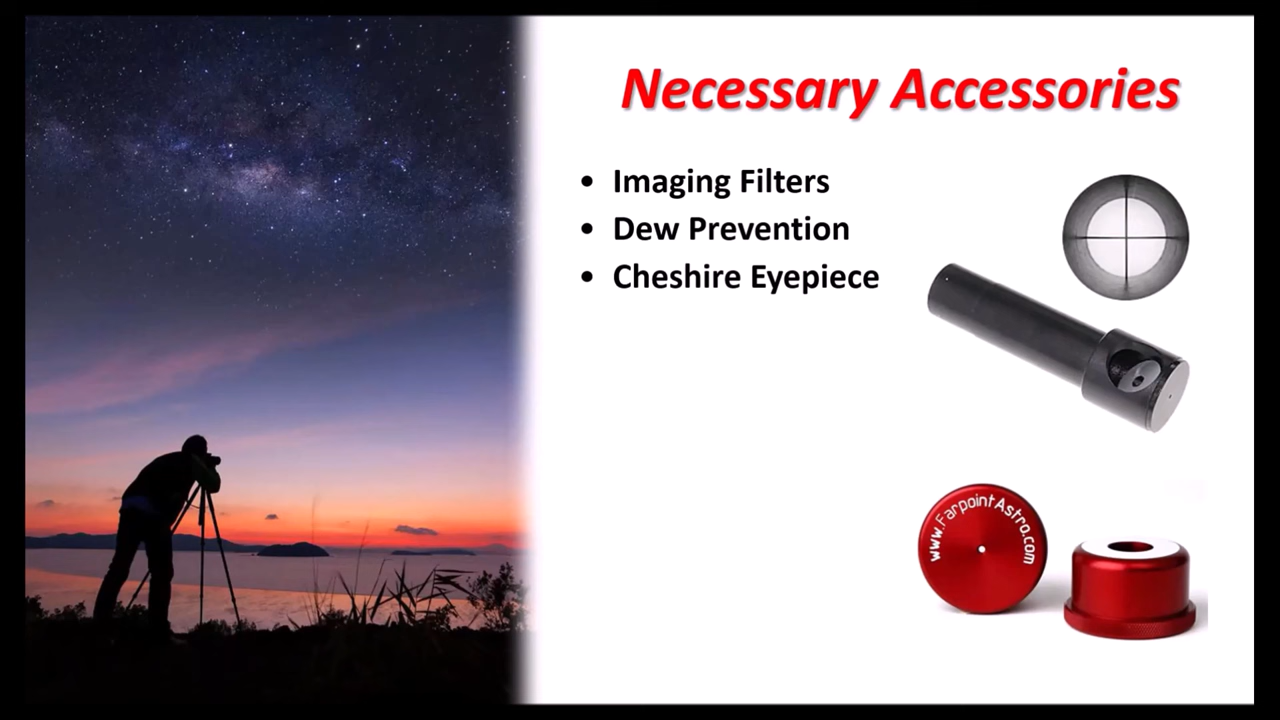 Necessary Accessories
• Imaging Filters
• Dew Prevention
• Cheshire Eyepiece
www.FarpointAstro.com